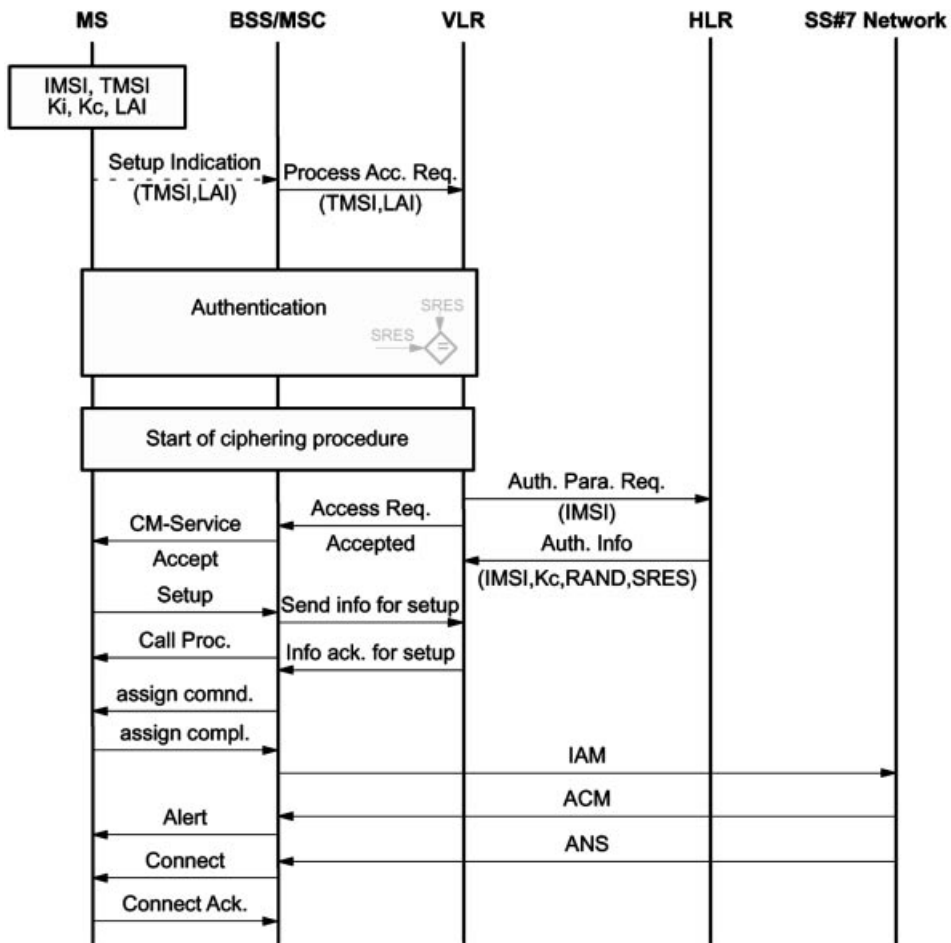 MS BSS/MSC VLR HLR SS#7 Network
IMSI, TMSI
Ki, Kc, LAI
Setup Indication
(TMSI,LAI)
Process Acc. Req.
(TMSI,LAI)
Authentication
SRES
SRES
=
Start of ciphering procedure
Auth. Para. Req.
(IMSI)
Access Req.
Accepted
CM-Service
Accept
Auth. Info
(IMSI,Kc,RAND,SRES)
Setup
Send info for setup
Call Proc.
Info ack. for setup
assign comnd.
assign compl.
IAM
ACM
Alert
ANS
Connect
Connect Ack.